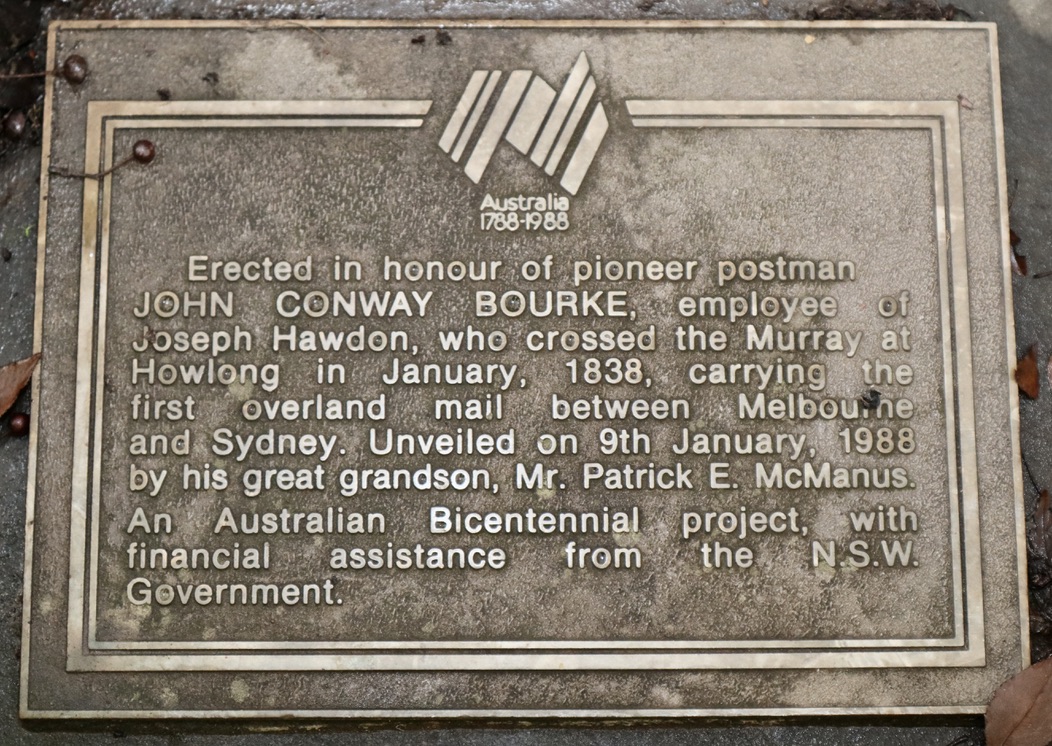 Australia
1788-1988
Erected in honour of pioneer postman
JOHN CONWAY BOURKE, employee of
Joseph Hawdon, who crossed the Murray at
Howlong in January, 1838, carrying the
first overland mail between Melbourne
and Sydney. Unveiled on 9th January, 1988
by his great grandson, Mr. Patrick E. McManus.
An Australian Bicentennial project, with
financial assistance from the N.S.W.
Government.